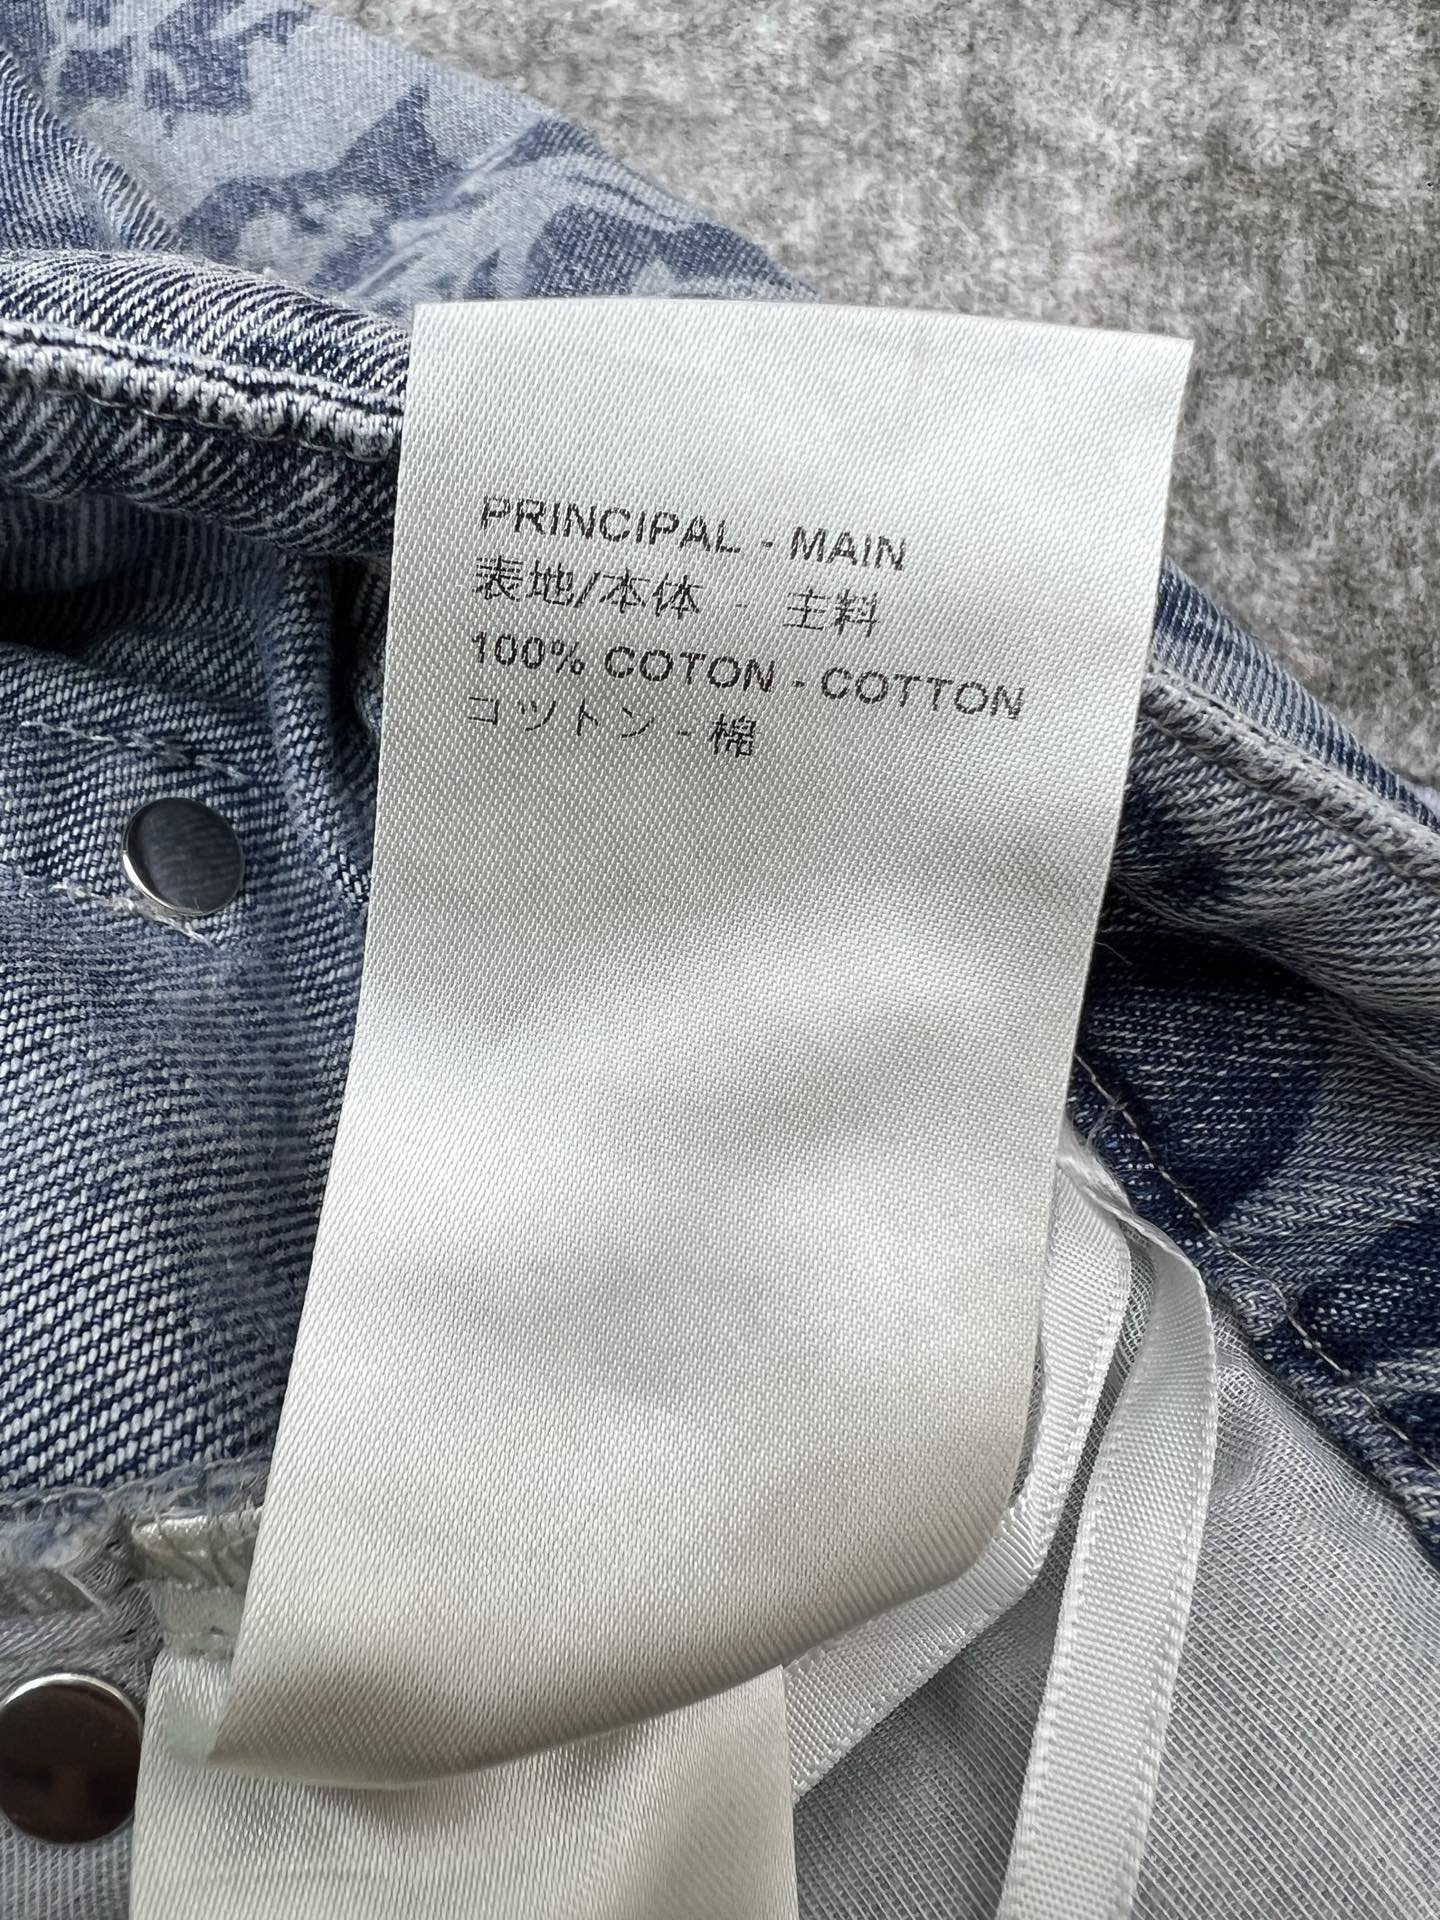 PRINCIPAL - MAIN
表地/本体 - 主料
100% COTON - COTTON
コットン - 棉